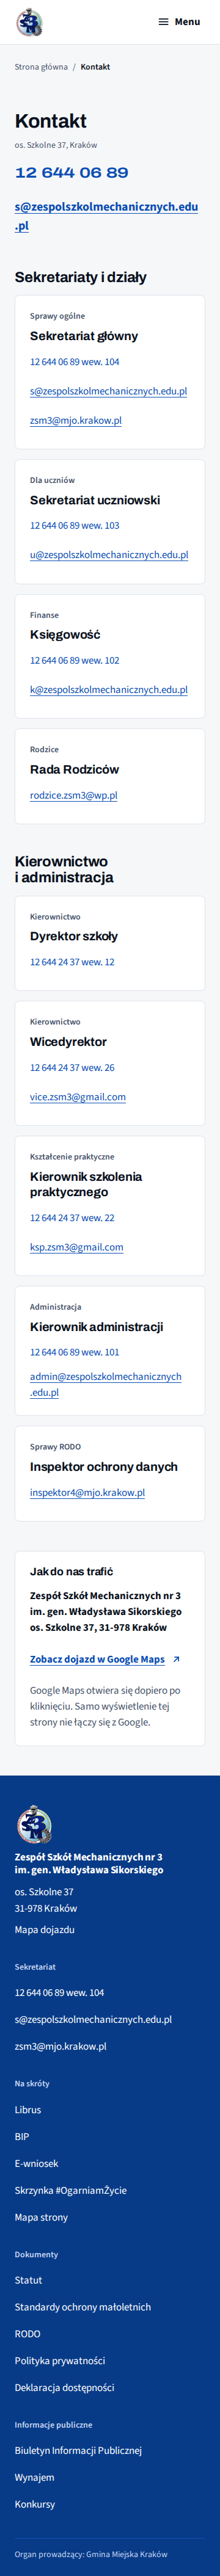 Menu
Strona główna / Kontakt
Kontakt
os. Szkolne 37, Kraków
12 644 06 89
s@zespolszkolmechanicznych.edu
.pl
Sekretariaty i działy
Sprawy ogólne
Sekretariat główny
12 644 06 89 wew. 104
s@zespolszkolmechanicznych.edu.pl
zsm3@mjo.krakow.pl
Dla uczniów
Sekretariat uczniowski
12 644 06 89 wew. 103
u@zespolszkolmechanicznych.edu.pl
Finanse
Księgowość
12 644 06 89 wew. 102
k@zespolszkolmechanicznych.edu.pl
Rodzice
Rada Rodziców
rodzice.zsm3@wp.pl
Kierownictwo
i administracja
Kierownictwo
Dyrektor szkoły
12 644 24 37 wew. 12
Kierownictwo
Wicedyrektor
12 644 24 37 wew. 26
vice.zsm3@gmail.com
Kształcenie praktyczne
Kierownik szkolenia
praktycznego
12 644 24 37 wew. 22
ksp.zsm3@gmail.com
Administracja
Kierownik administracji
12 644 06 89 wew. 101
admin@zespolszkolmechanicznych
.edu.pl
Sprawy RODO
Inspektor ochrony danych
inspektor4@mjo.krakow.pl
Jak do nas trafić
Zespół Szkół Mechanicznych nr 3
im. gen. Władysława Sikorskiego
os. Szkolne 37, 31-978 Kraków
Zobacz dojazd w Google Maps
Google Maps otwiera się dopiero po
kliknięciu. Samo wyświetlenie tej
strony nie łączy się z Google.
Zespół Szkół Mechanicznych nr 3
im. gen. Władysława Sikorskiego
os. Szkolne 37
31-978 Kraków
Mapa dojazdu
Sekretariat
12 644 06 89 wew. 104
s@zespolszkolmechanicznych.edu.pl
zsm3@mjo.krakow.pl
Na skróty
Librus
BIP
E-wniosek
Skrzynka #OgarniamŻycie
Mapa strony
Dokumenty
Statut
Standardy ochrony małoletnich
RODO
Polityka prywatności
Deklaracja dostępności
Informacje publiczne
Biuletyn Informacji Publicznej
Wynajem
Konkursy
Organ prowadzący: Gmina Miejska Kraków